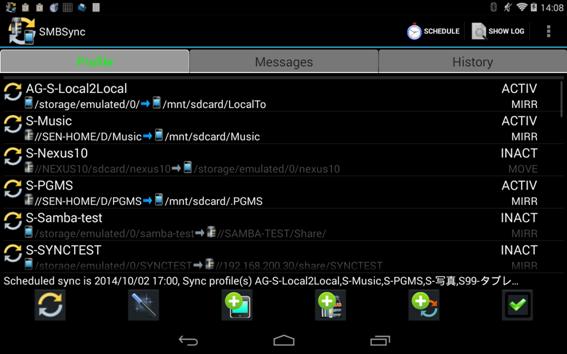 14:08
SMBSync
SCHEDULE
SHOW LOG
Profile
Messages
History
AG-S-Local2Local ACTIV
/storage/emulated/0/ /mnt/sdcard/LocalTo MIRR
S-Music ACTIV
//SEN-HOME/D/Music /mnt/sdcard/Music MIRR
S-Nexus10 INACT
//NEXUS10/sdcard/nexus10 /storage/emulated/0/nexus10 MOVE
S-PGMS ACTIV
//SEN-HOME/D/PGMS /mnt/sdcard/.PGMS MIRR
S-Samba-test INACT
/storage/emulated/0/samba-test //SAMBA-TEST/Share/ MIRR
S-SYNCTEST INACT
/storage/emulated/0/SYNCTEST //192.168.200.30/share/SYNCTEST MIRR
Scheduled sync is 2014/10/02 17:00, Sync profile(s) AG-S-Local2Local,S-Music,S-PGMS,S-写真,S99-タブレ...